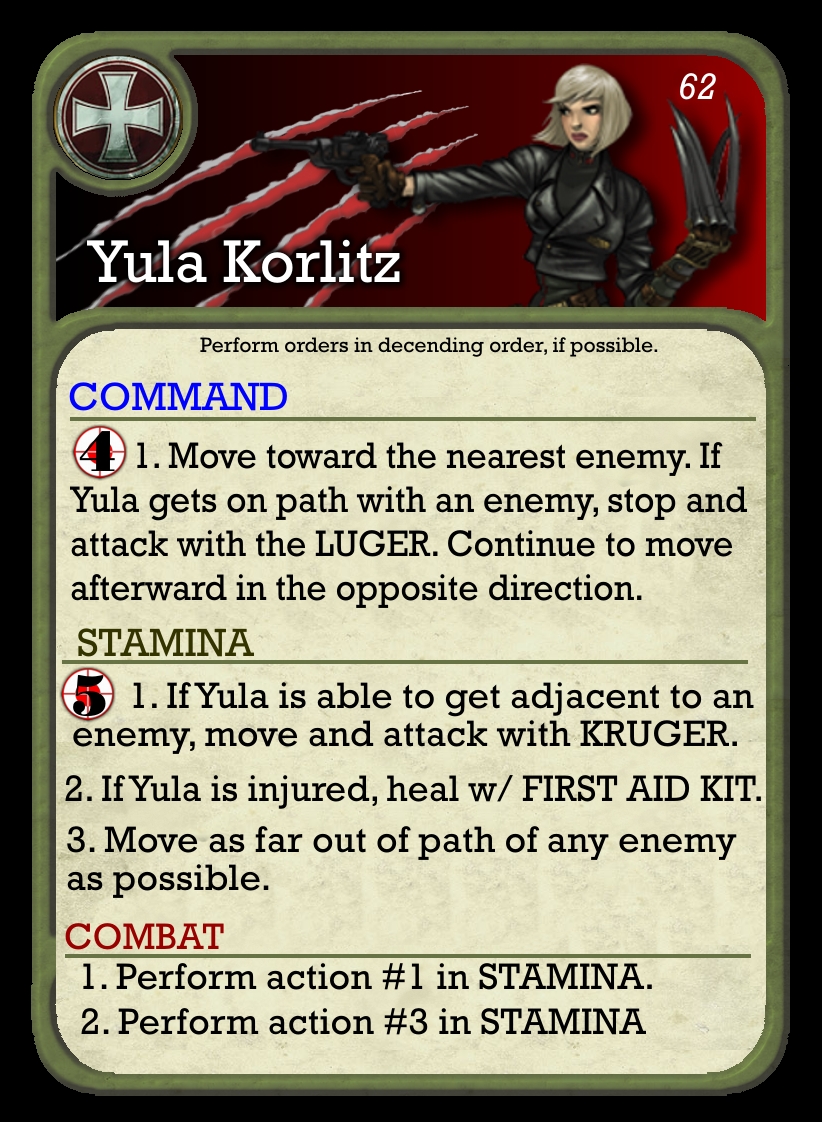 62
Yula Korlitz
Perform orders in decending order, if possible.
COMMAND
4 1. Move toward the nearest enemy. If
Yula gets on path with an enemy, stop and
attack with the LUGER. Continue to move
afterward in the opposite direction.
STAMINA
5 1. If Yula is able to get adjacent to an
enemy, move and attack with KRUGER.
2. If Yula is injured, heal w/ FIRST AID KIT.
3. Move as far out of path of any enemy
as possible.
COMBAT
1. Perform action #1 in STAMINA.
2. Perform action #3 in STAMINA